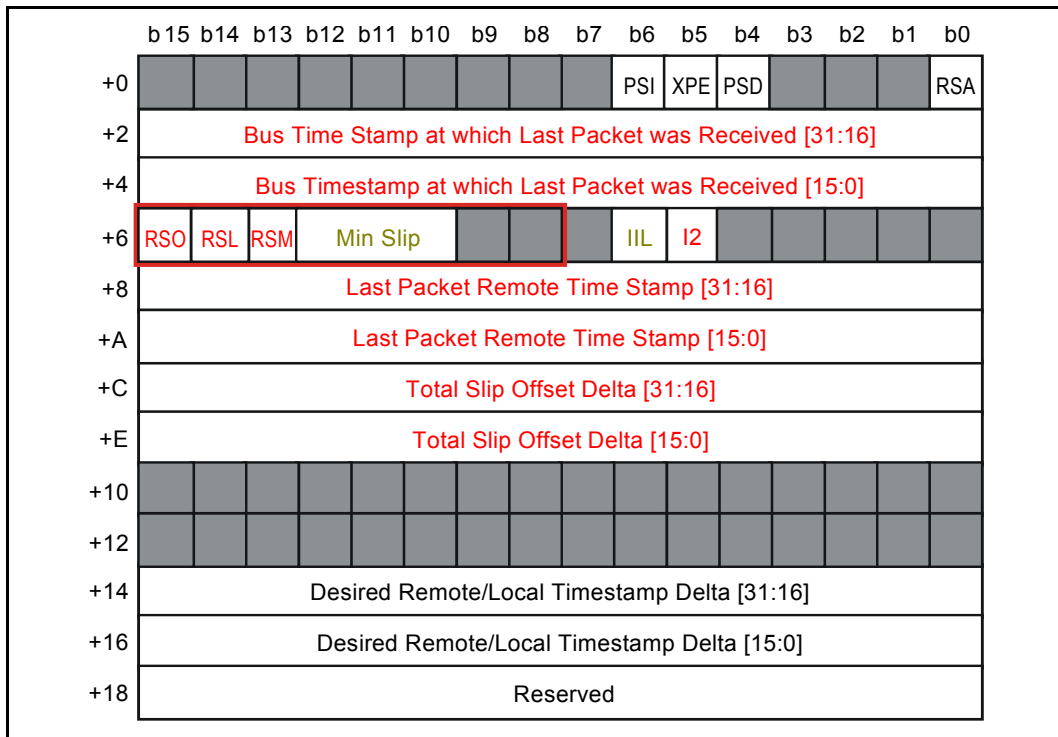 b15 b14 b13 b12 b11 b10 b9 b8 b7 b6 b5 b4 b3 b2 b1 b0
+0 PSI XPE PSD RSA
+2 Bus Time Stamp at which Last Packet was Received [31:16]
+4 Bus Timestamp at which Last Packet was Received [15:0]
+6 RSO RSL RSM Min Slip IIL I2
+8 Last Packet Remote Time Stamp [31:16]
+A Last Packet Remote Time Stamp [15:0]
+C Total Slip Offset Delta [31:16]
+E Total Slip Offset Delta [15:0]
+10
+12
+14 Desired Remote/Local Timestamp Delta [31:16]
+16 Desired Remote/Local Timestamp Delta [15:0]
+18 Reserved